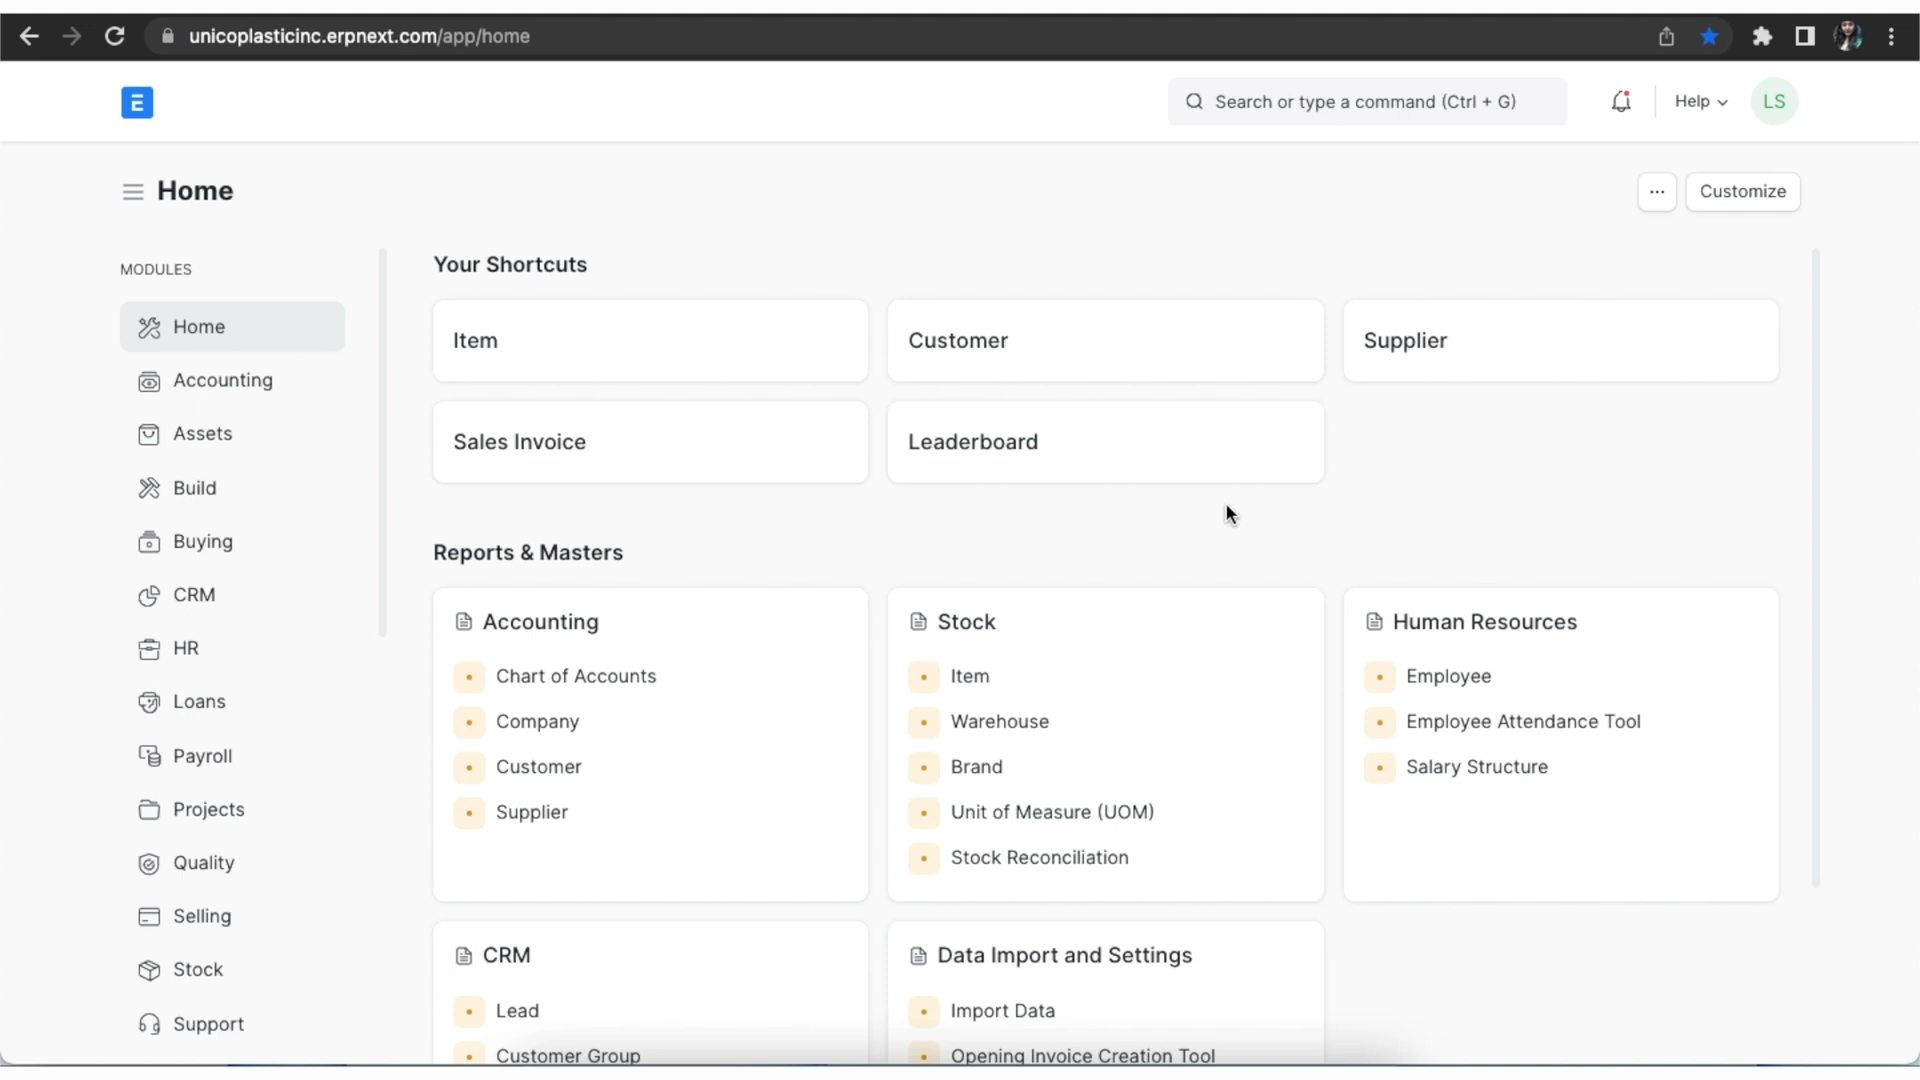 unicoplasticinc.erpnext.com/app/home
E
Search or type a command (Ctrl + G)
Help
LS
Home
...
Customize
MODULES
Home
Accounting
Assets
Build
Buying
CRM
HR
Loans
Payroll
Projects
Quality
Selling
Stock
Support
Your Shortcuts
Item
Customer
Supplier
Sales Invoice
Leaderboard
Reports & Masters
Accounting
Chart of Accounts
Company
Customer
Supplier
Stock
Item
Warehouse
Brand
Unit of Measure (UOM)
Stock Reconciliation
Human Resources
Employee
Employee Attendance Tool
Salary Structure
CRM
Lead
Customer Group
Data Import and Settings
Import Data
Opening Invoice Creation Tool